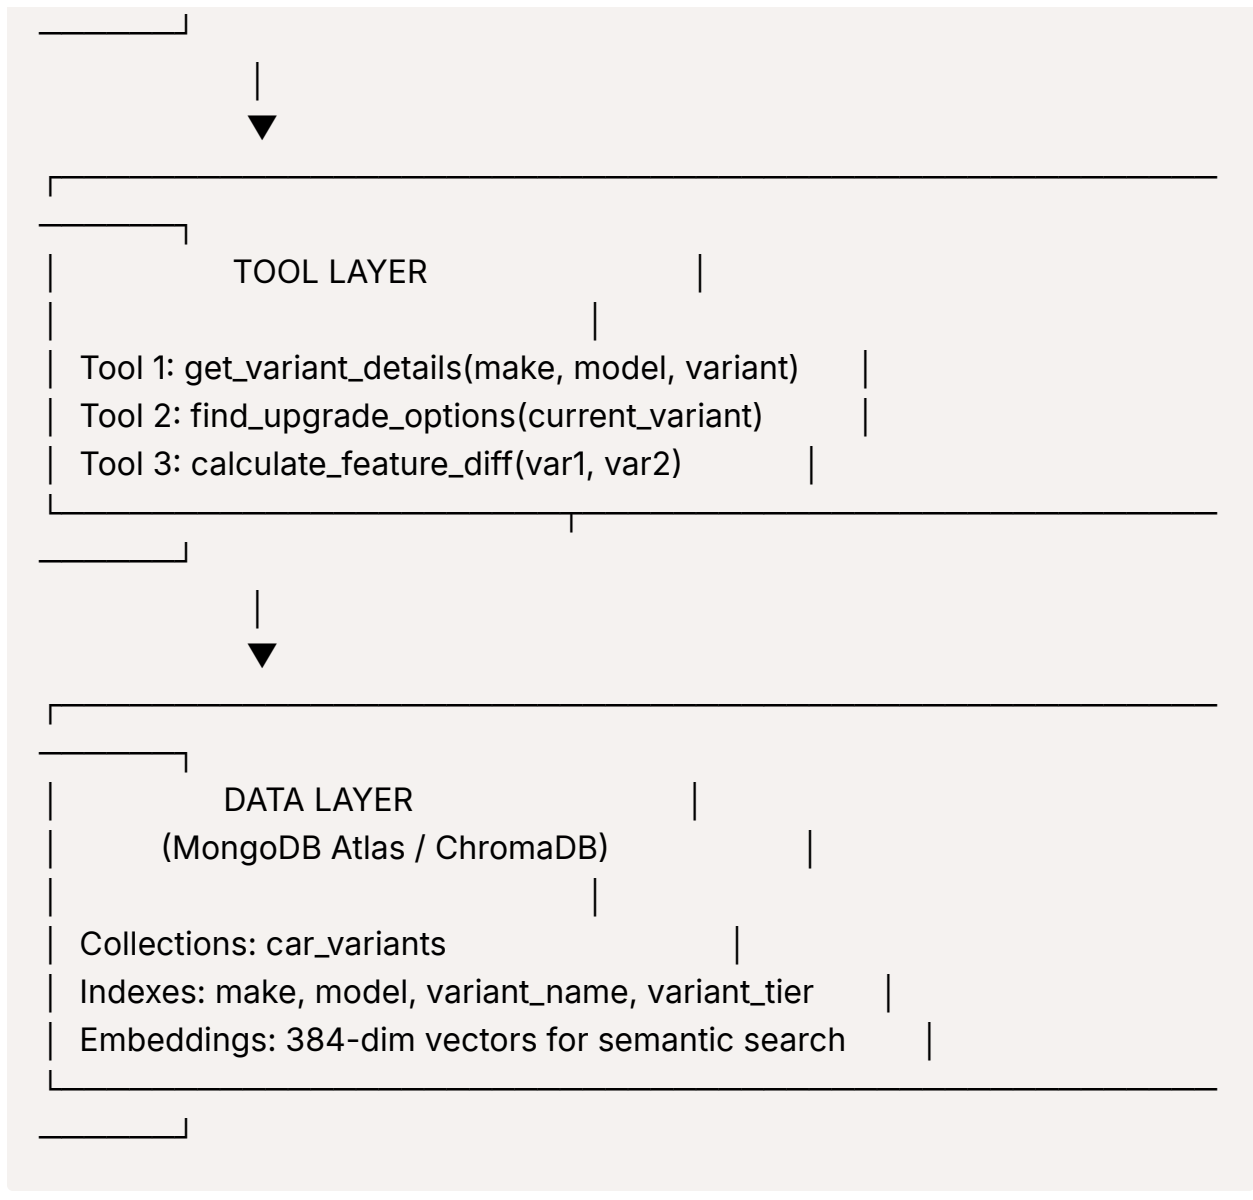 ───────┘
│
▼
┌──────────────────────────────────────────────────
───────┐
│ TOOL LAYER │
│ │
│ Tool 1: get_variant_details(make, model, variant) │
│ Tool 2: find_upgrade_options(current_variant) │
│ Tool 3: calculate_feature_diff(var1, var2) │
└──────────────────────┬───────────────────────────
───────┘
│
▼
┌──────────────────────────────────────────────────
───────┐
│ DATA LAYER │
│ (MongoDB Atlas / ChromaDB) │
│ │
│ Collections: car_variants │
│ Indexes: make, model, variant_name, variant_tier │
│ Embeddings: 384-dim vectors for semantic search │
└──────────────────────────────────────────────────
───────┘